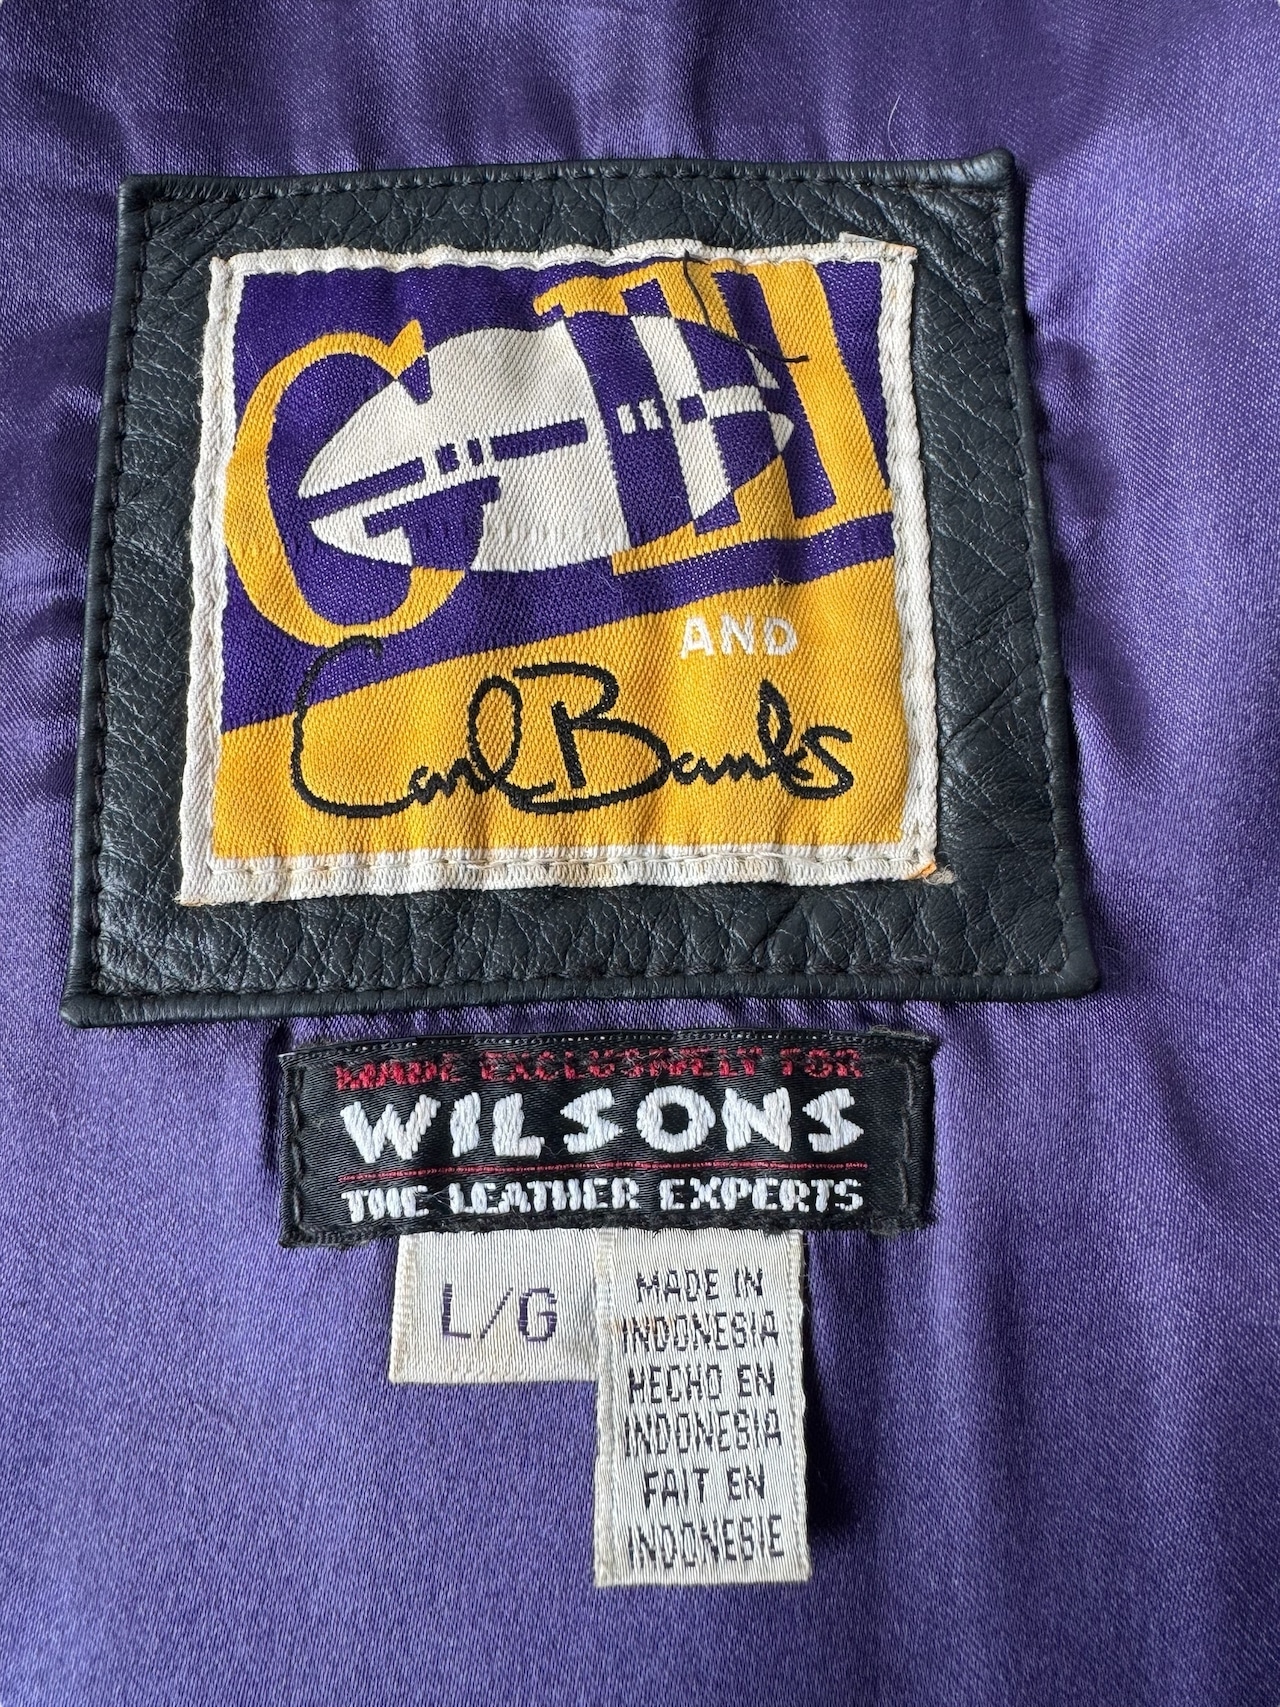 GIII
AND
Carl Banks
MADE EXCLUSIVELY FOR
WILSONS
THE LEATHER EXPERTS
L/G
MADE IN
INDONESIA
HECHO EN
INDONESIA
FAIT EN
INDONESIE